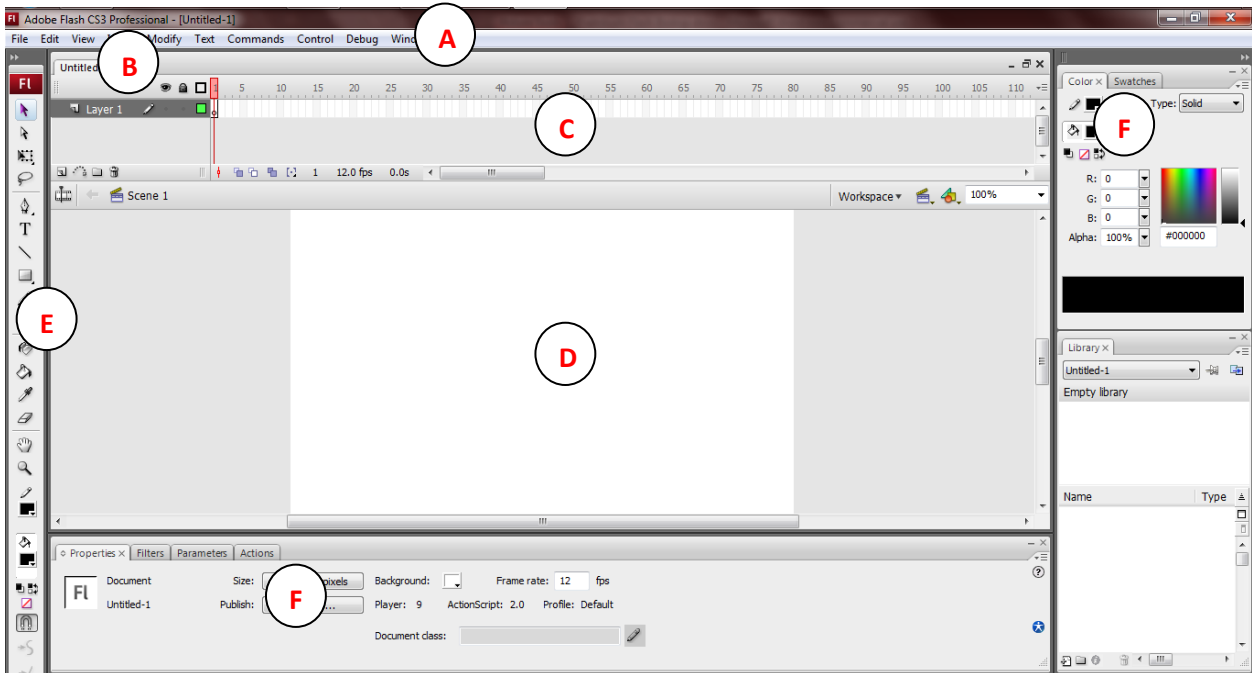 Adobe Flash CS3 Professional - [Untitled-1]
File Edit View Modify Text Commands Control Debug
A
B
Fl
1 5 10 15 20 25 30 35 40 45 50 55 60 65 70 75 80 85 90 95 100 105 110
Layer 1
C
1 12.0 fps 0.0s
Scene 1
Workspace 100%
T
D
E
Color Swatches
Type: Solid
F
R: 0
G: 0
B: 0
Alpha: 100% #000000
Library
Untitled-1
Empty library
Name Type
Properties Filters Parameters Actions
Fl
Document Size: pixels Background: Frame rate: 12 fps
Untitled-1 Publish: ... Player: 9 ActionScript: 2.0 Profile: Default
F
Document class: